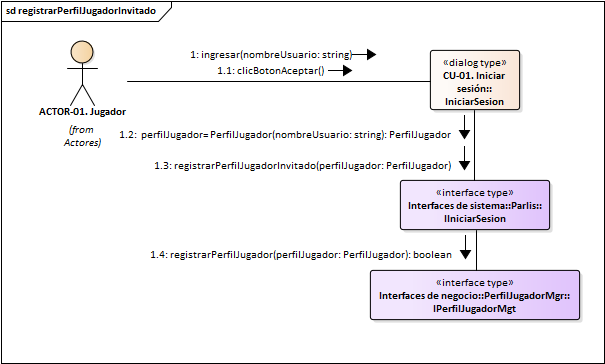 sd registrarPerfilJugadorInvitado
1: ingresar(nombreUsuario: string)
1.1: clicBotonAceptar()
«dialog type»
CU-01. Iniciar
sesión::
IniciarSesion
ACTOR-01. Jugador
(from
Actores)
1.2: perfilJugador= PerfilJugador(nombreUsuario: string): PerfilJugador
1.3: registrarPerfilJugadorInvitado(perfilJugador: PerfilJugador)
«interface type»
Interfaces de sistema::Parlis::
IIniciarSesion
1.4: registrarPerfilJugador(perfilJugador: PerfilJugador): boolean
«interface type»
Interfaces de negocio::PerfilJugadorMgr::
IPerfilJugadorMgt